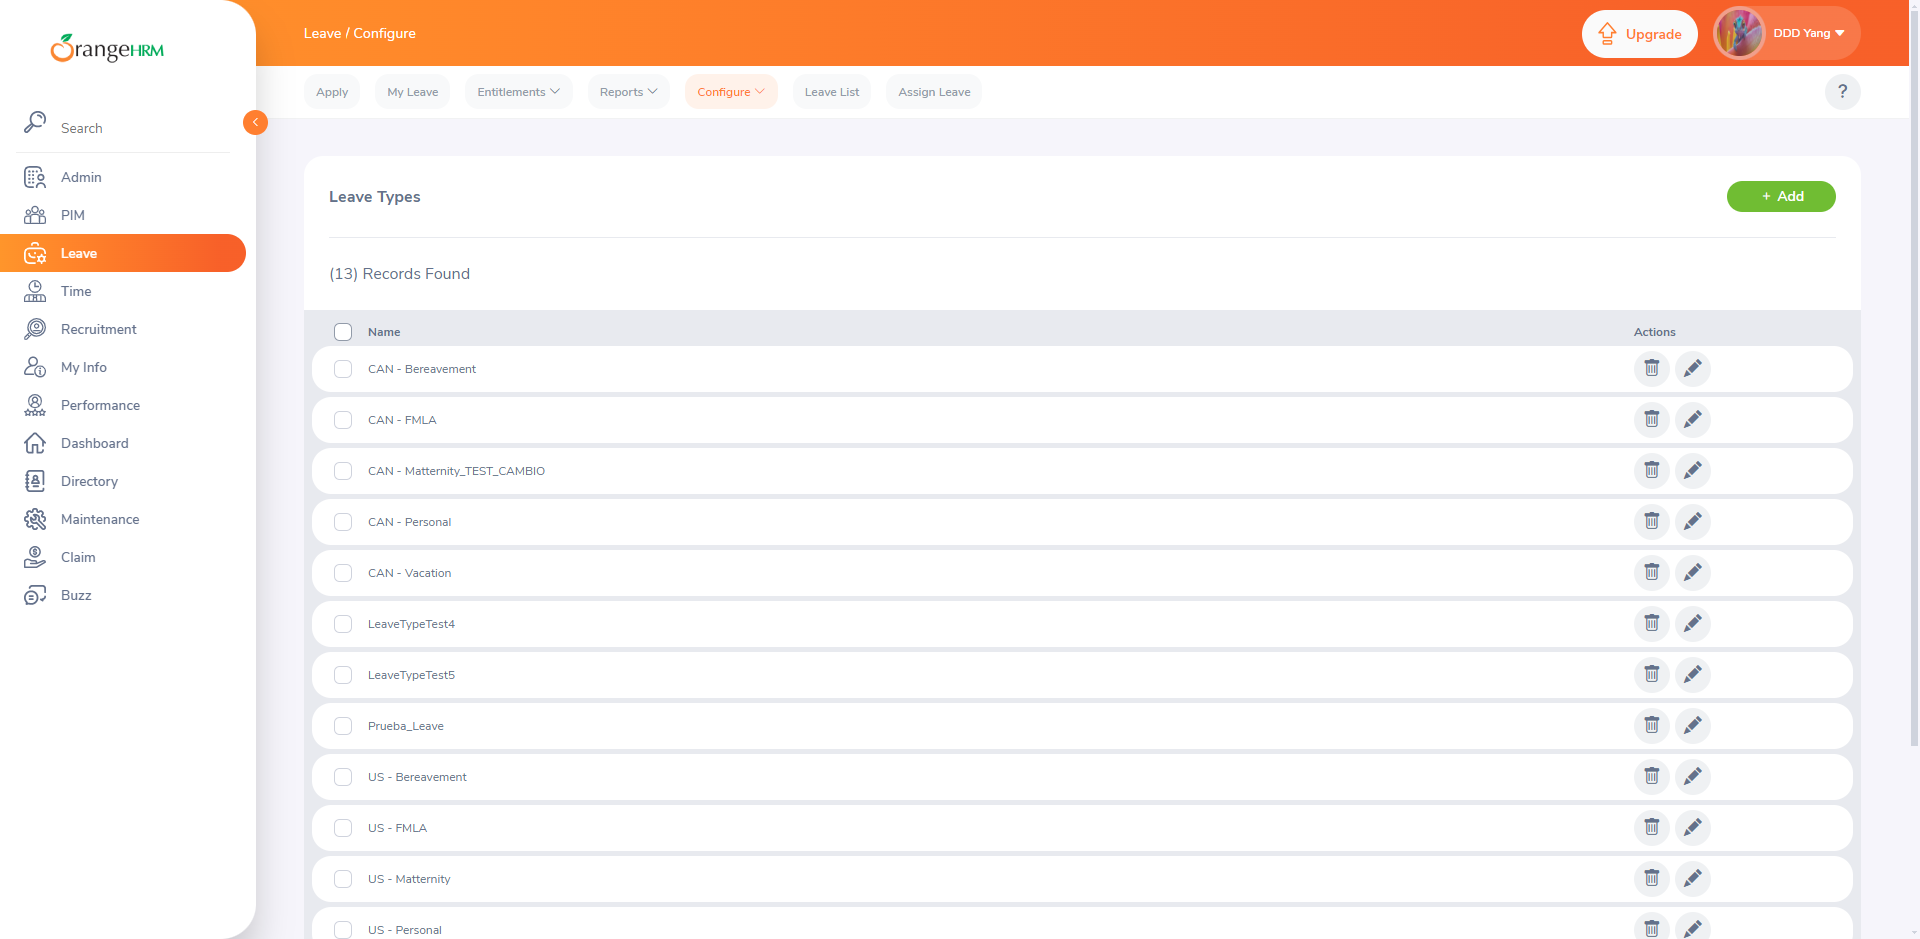 OrangeHRM
Leave / Configure
Upgrade
DDD Yang
Apply
My Leave
Entitlements
Reports
Configure
Leave List
Assign Leave
?
Search
Admin
PIM
Leave
Time
Recruitment
My Info
Performance
Dashboard
Directory
Maintenance
Claim
Buzz
Leave Types
+ Add
(13) Records Found
Name
Actions
CAN - Bereavement
CAN - FMLA
CAN - Matternity_TEST_CAMBIO
CAN - Personal
CAN - Vacation
LeaveTypeTest4
LeaveTypeTest5
Prueba_Leave
US - Bereavement
US - FMLA
US - Matternity
US - Personal